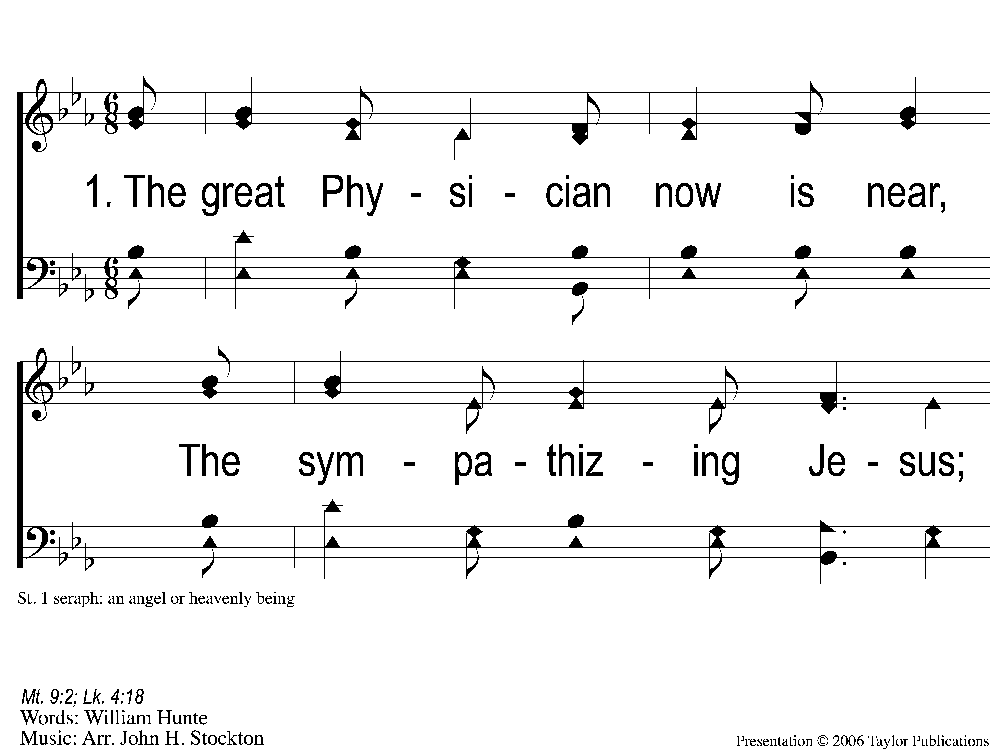 1. The great Phy - si - cian now is near,
The sym - pa - thiz - ing Je - sus;
St. 1 seraph: an angel or heavenly being
Mt. 9:2; Lk. 4:18
Words: William Hunte
Music: Arr. John H. Stockton
Presentation © 2006 Taylor Publications